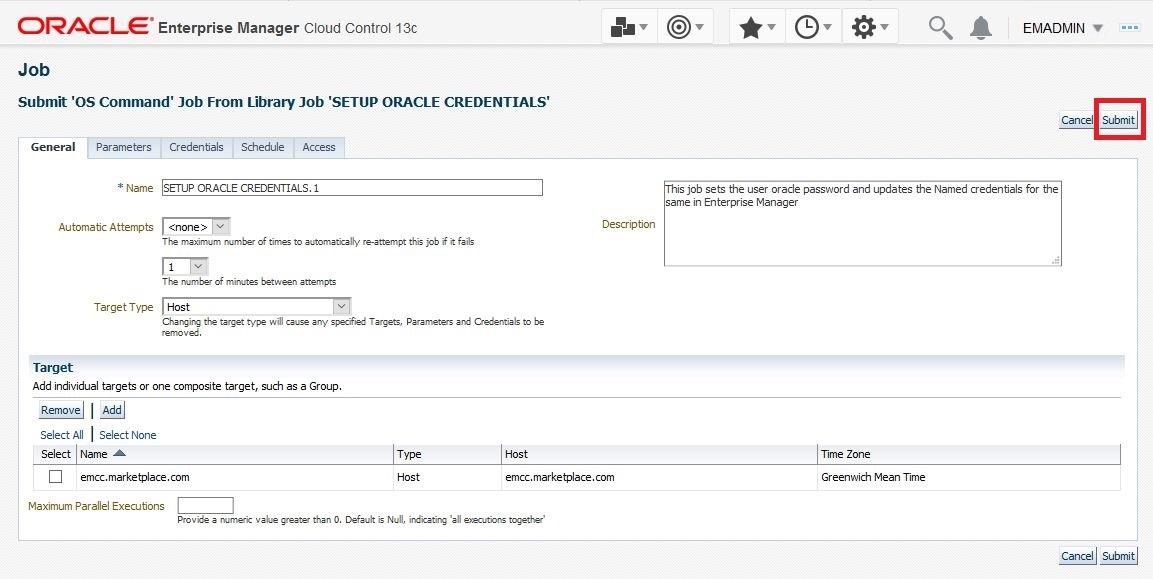 ORACLE® Enterprise Manager Cloud Control 13c EMADMIN
Job
Submit 'OS Command' Job From Library Job 'SETUP ORACLE CREDENTIALS'
Cancel Submit
General Parameters Credentials Schedule Access
* Name SETUP ORACLE CREDENTIALS.1
This job sets the user oracle password and updates the Named credentials for the
same in Enterprise Manager
Description
Automatic Attempts <none>
The maximum number of times to automatically re-attempt this job if it fails
1
The number of minutes between attempts
Target Type Host
Changing the target type will cause any specified Targets, Parameters and Credentials to be
removed.
Target
Add individual targets or one composite target, such as a Group.
Remove | Add
Select All | Select None
Select Name Type Host Time Zone
emcc.marketplace.com Host emcc.marketplace.com Greenwich Mean Time
Maximum Parallel Executions
Provide a numeric value greater than 0. Default is Null, indicating 'all executions together'
Cancel Submit